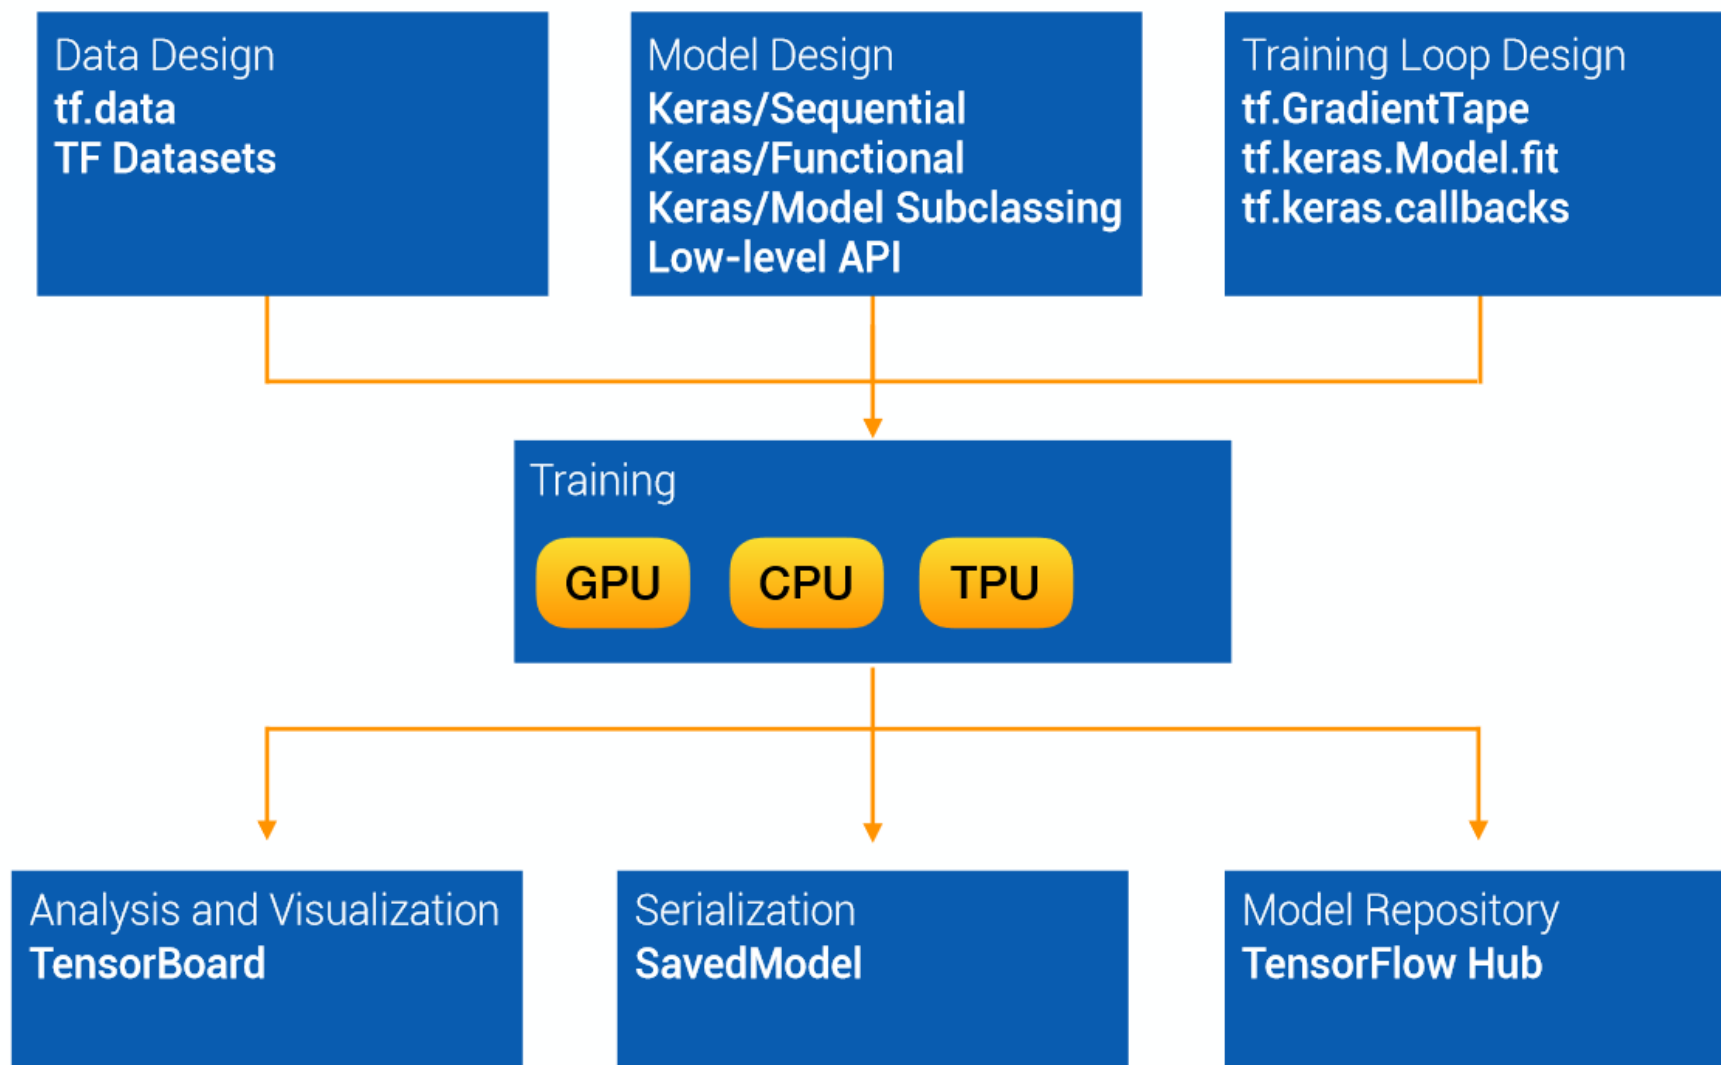 Data Design
tf.data
TF Datasets
Model Design
Keras/Sequential
Keras/Functional
Keras/Model Subclassing
Low-level API
Training Loop Design
tf.GradientTape
tf.keras.Model.fit
tf.keras.callbacks
Training
GPU
CPU
TPU
Analysis and Visualization
TensorBoard
Serialization
SavedModel
Model Repository
TensorFlow Hub